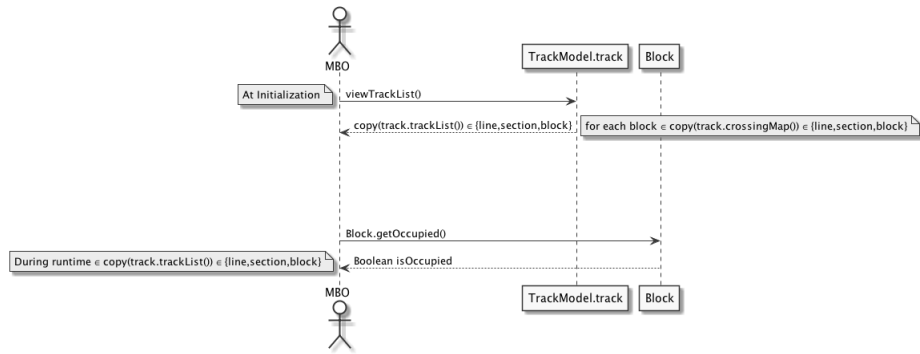 MBO
TrackModel.track
Block
At Initialization
viewTrackList()
copy(track.trackList()) ∈ {line,section,block}
for each block ∈ copy(track.crossingMap()) ∈ {line,section,block}
Block.getOccupied()
During runtime ∈ copy(track.trackList()) ∈ {line,section,block}
Boolean isOccupied
MBO
TrackModel.track
Block